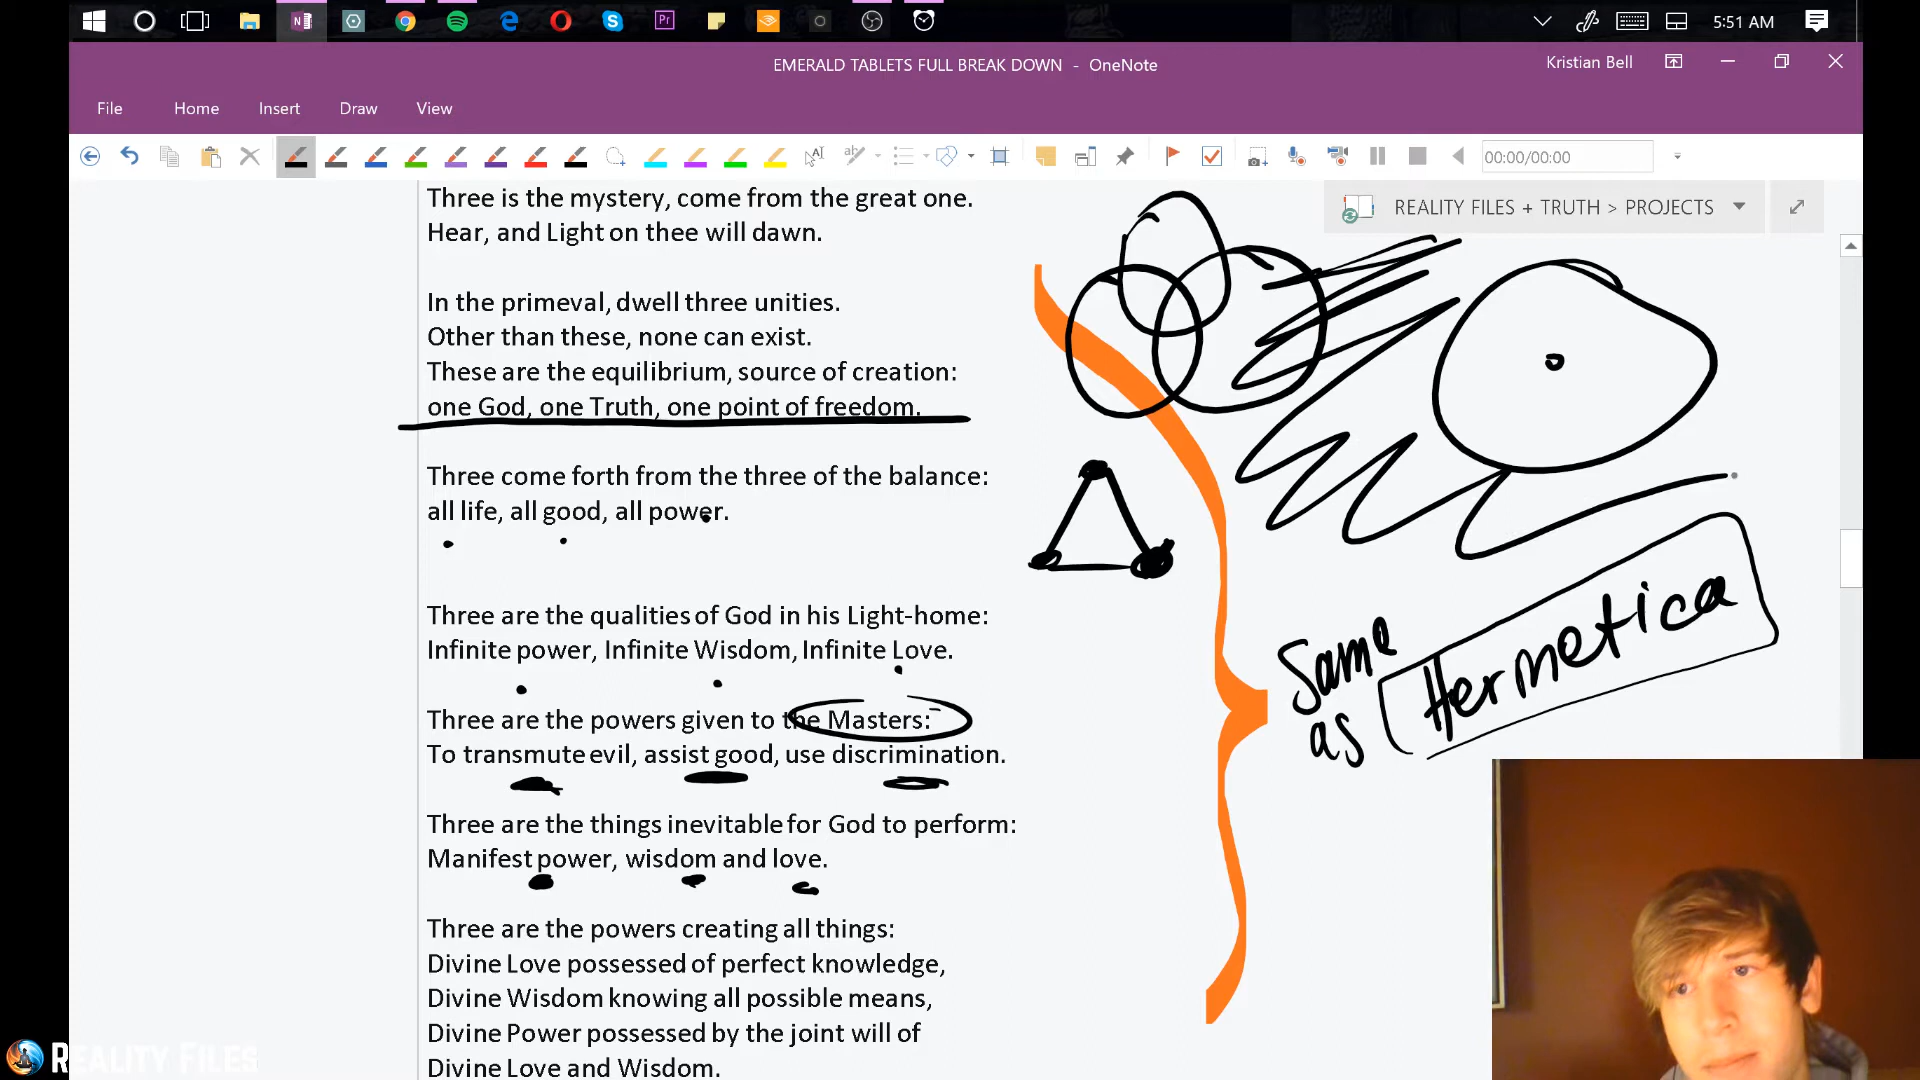 5:51 AM
EMERALD TABLETS FULL BREAK DOWN - OneNote
Kristian Bell
File Home Insert Draw View
00:00/00:00
REALITY FILES + TRUTH > PROJECTS
Three is the mystery, come from the great one.
Hear, and Light on thee will dawn.
In the primeval, dwell three unities.
Other than these, none can exist.
These are the equilibrium, source of creation:
one God, one Truth, one point of freedom.
Three come forth from the three of the balance:
all life, all good, all power.
Three are the qualities of God in his Light-home:
Infinite power, Infinite Wisdom, Infinite Love.
Three are the powers given to the Masters:
To transmute evil, assist good, use discrimination.
Three are the things inevitable for God to perform:
Manifest power, wisdom and love.
Three are the powers creating all things:
Divine Love possessed of perfect knowledge,
Divine Wisdom knowing all possible means,
Divine Power possessed by the joint will of
Divine Love and Wisdom.
Same
as
Hermetica
REALITY FILES